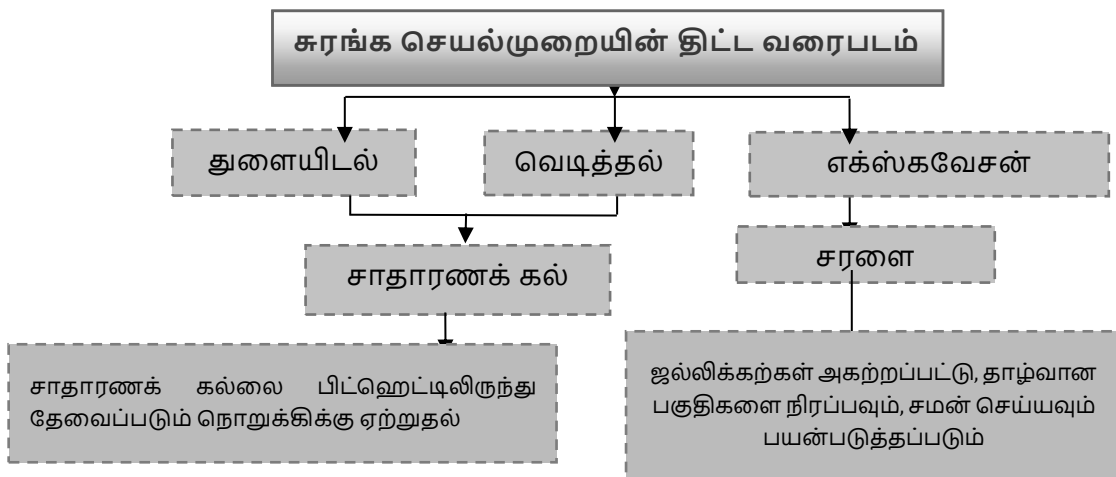 சுரங்க செயல்முறையின் திட்ட வரைபடம்
துளையிடல்
வெடித்தல்
எக்ஸ்கவேசன்
சாதாரணக் கல்
சரளை
சாதாரணக் கல்லை பிட்ஹெட்டிலிருந்து
தேவைப்படும் நொறுக்கிக்கு ஏற்றுதல்
ஜல்லிக்கற்கள் அகற்றப்பட்டு, தாழ்வான
பகுதிகளை நிரப்பவும், சமன் செய்யவும்
பயன்படுத்தப்படும்